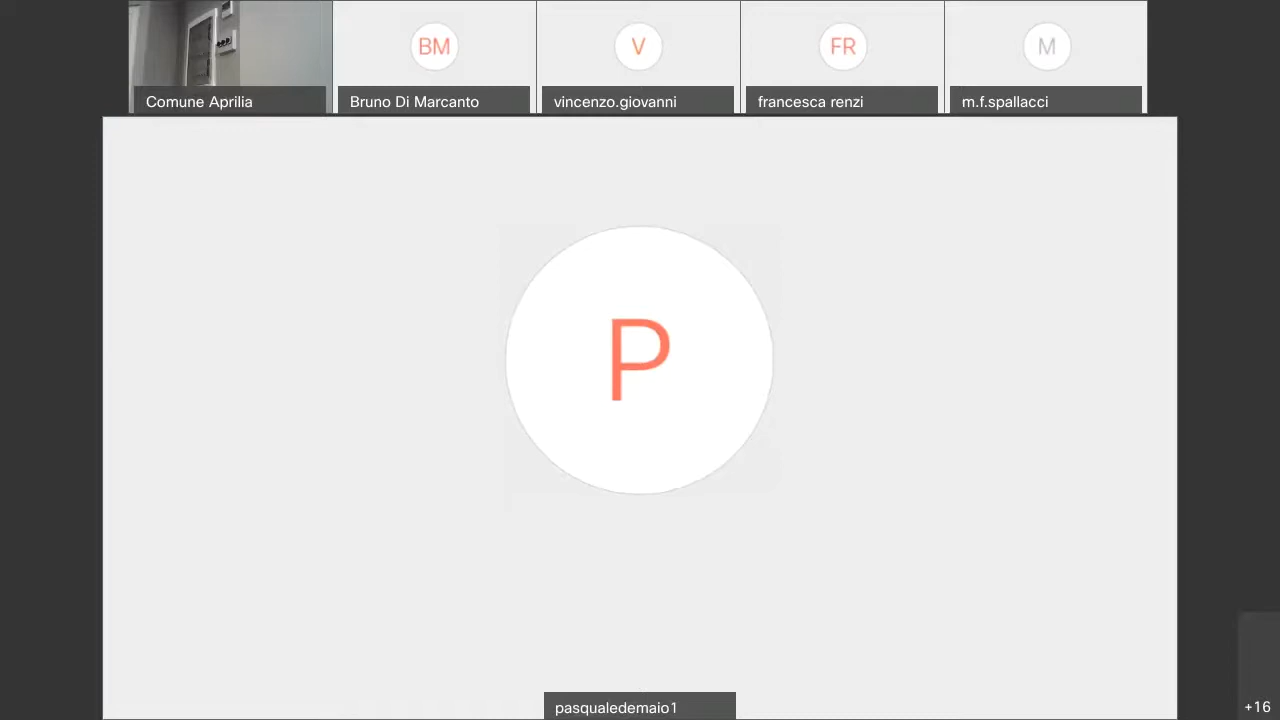 BM
V
FR
M
Comune Aprilia
Bruno Di Marcanto
vincenzo.giovanni
francesca renzi
m.f.spallacci
P
pasqualedemaio1
+16